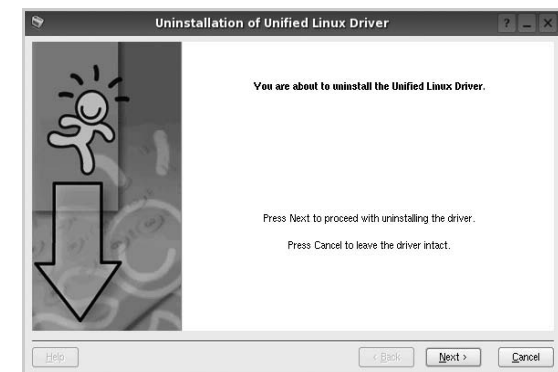 Uninstallation of Unified Linux Driver
You are about to uninstall the Unified Linux Driver.
Press Next to proceed with uninstalling the driver.
Press Cancel to leave the driver intact.
Help
< Back
Next >
Cancel